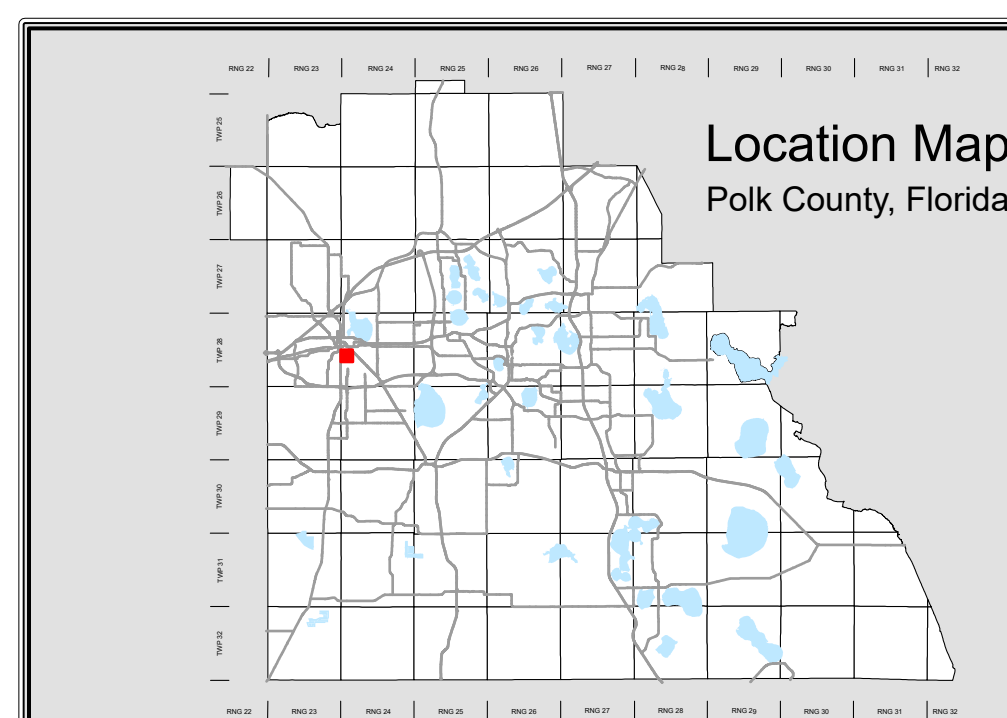 RNG 22 RNG 23 RNG 24 RNG 25 RNG 26 RNG 27 RNG 28 RNG 29 RNG 30 RNG 31 RNG 32
Location Map
Polk County, Florida
TWP 25
TWP 26
TWP 27
TWP 28
TWP 29
TWP 30
TWP 31
TWP 32
RNG 22 RNG 23 RNG 24 RNG 25 RNG 26 RNG 27 RNG 28 RNG 29 RNG 30 RNG 31 RNG 32